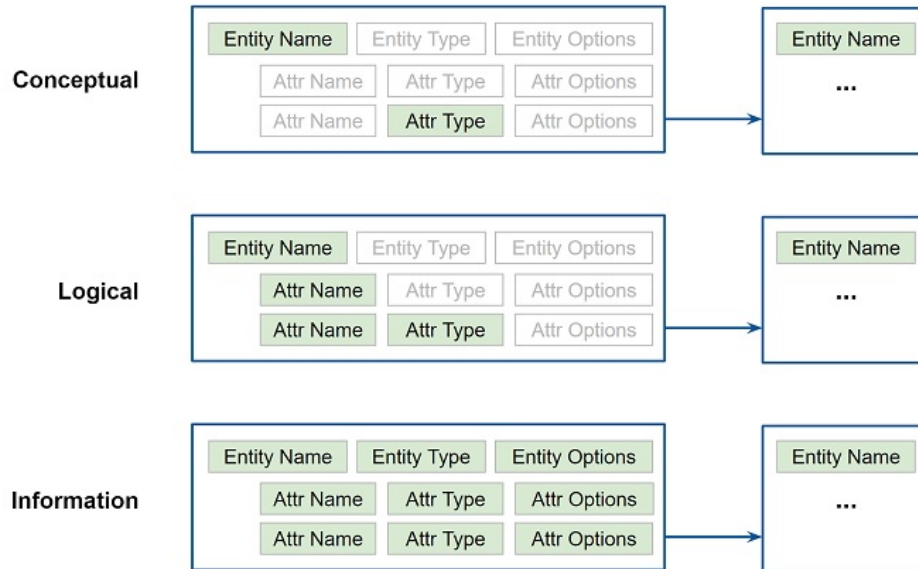 Entity Name Entity Type Entity Options Entity Name
Conceptual Attr Name Attr Type Attr Options ...
Attr Name Attr Type Attr Options
Entity Name Entity Type Entity Options Entity Name
Logical Attr Name Attr Type Attr Options ...
Attr Name Attr Type Attr Options
Entity Name Entity Type Entity Options Entity Name
Information Attr Name Attr Type Attr Options ...
Attr Name Attr Type Attr Options